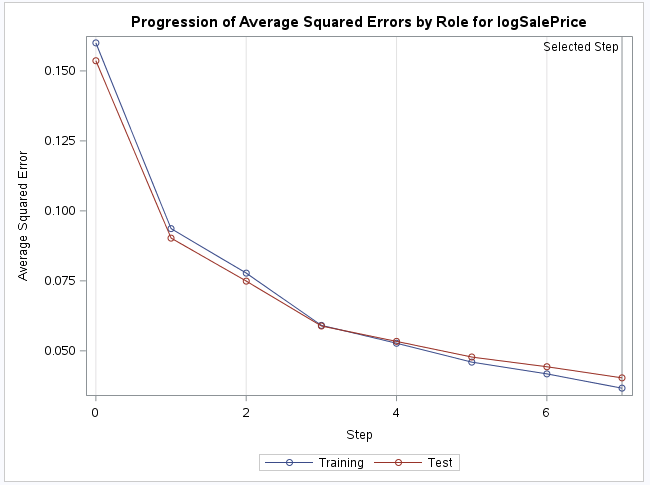 Progression of Average Squared Errors by Role for logSalePrice
Selected Step
0.150
0.125
0.100
0.075
0.050
Average Squared Error
0 2 4 6
Step
Training Test